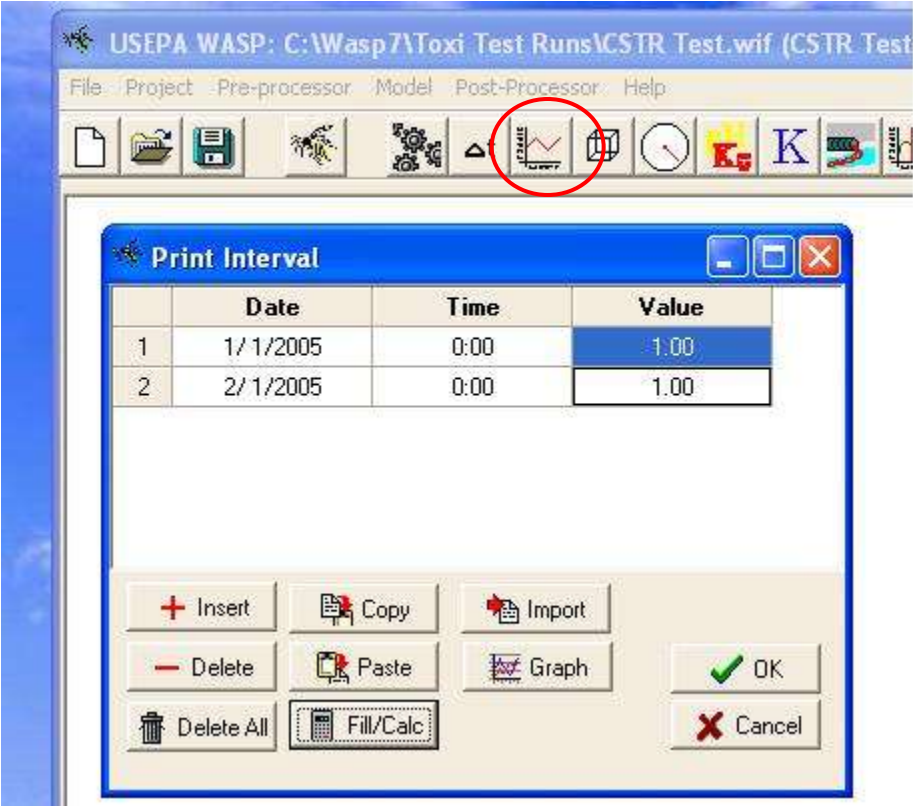 USEPA WASP: C:\Wasp7\Toxi Test Runs\CSTR Test.wif (CSTR Test
File Project Pre-processor Model Post-Processor Help
Δt K
Print Interval
Date Time Value
1 1/ 1/2005 0:00 1.00
2 2/ 1/2005 0:00 1.00
Insert Copy Import
Delete Paste Graph OK
Delete All Fill/Calc Cancel